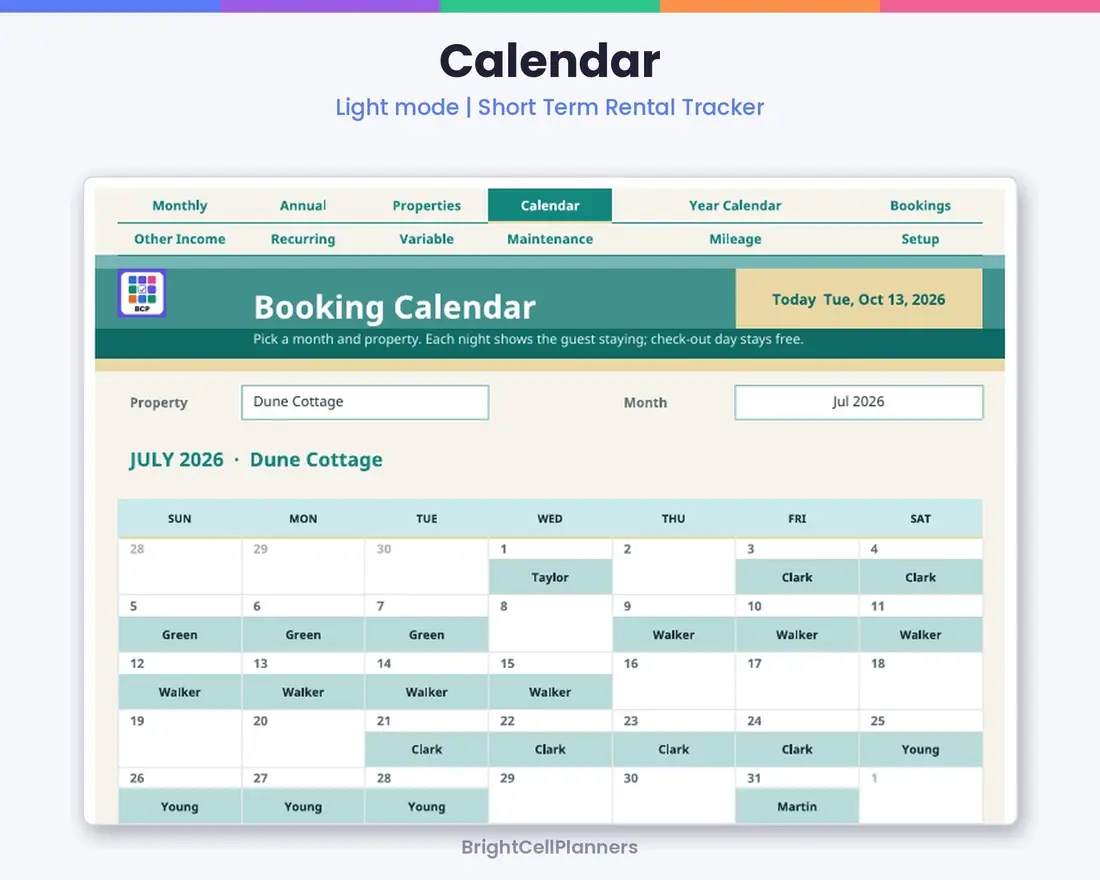 Calendar
Light mode | Short Term Rental Tracker
Monthly Annual Properties Calendar Year Calendar Bookings
Other Income Recurring Variable Maintenance Mileage Setup
BCP
Booking Calendar
Today Tue, Oct 13, 2026
Pick a month and property. Each night shows the guest staying; check-out day stays free.
Property Dune Cottage Month Jul 2026
JULY 2026 · Dune Cottage
SUN MON TUE WED THU FRI SAT
28 29 30 1 2 3 4
Taylor Clark Clark
5 6 7 8 9 10 11
Green Green Green Walker Walker Walker
12 13 14 15 16 17 18
Walker Walker Walker Walker
19 20 21 22 23 24 25
Clark Clark Clark Clark Young
26 27 28 29 30 31 1
Young Young Young Martin
BrightCellPlanners